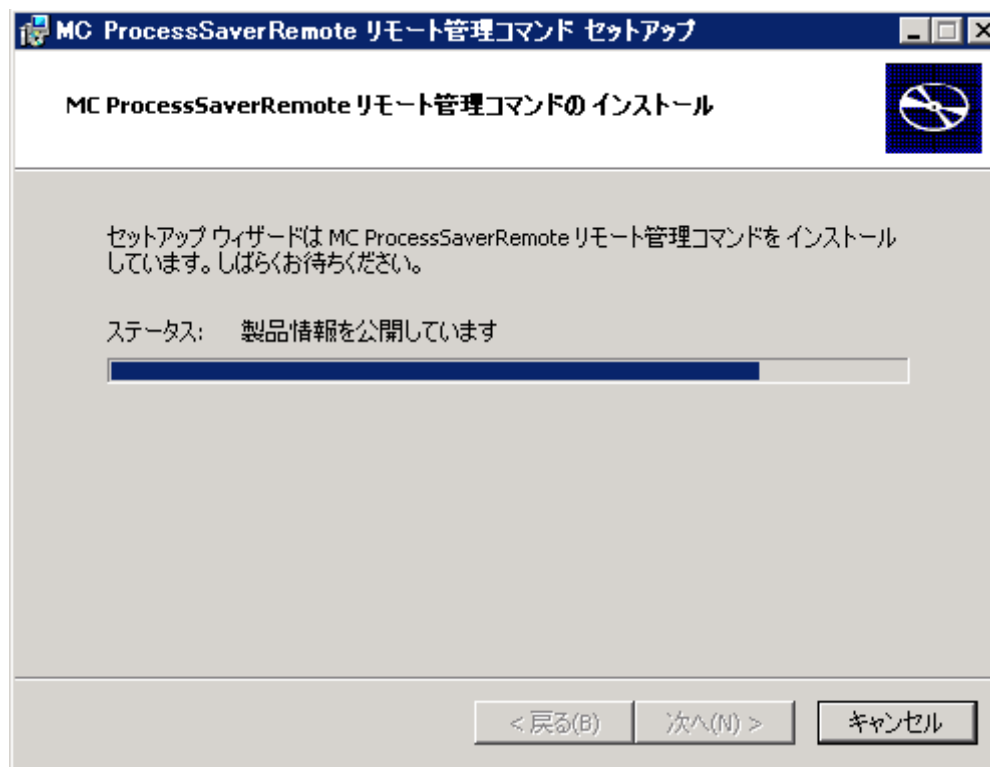 MC ProcessSaverRemote リモート管理コマンド セットアップ
MC ProcessSaverRemote リモート管理コマンドの インストール
セットアップ ウィザードは MC ProcessSaverRemote リモート管理コマンドを インストール
しています。しばらくお待ちください。
ステータス: 製品情報を公開しています
< 戻る(B) 次へ(N) > キャンセル